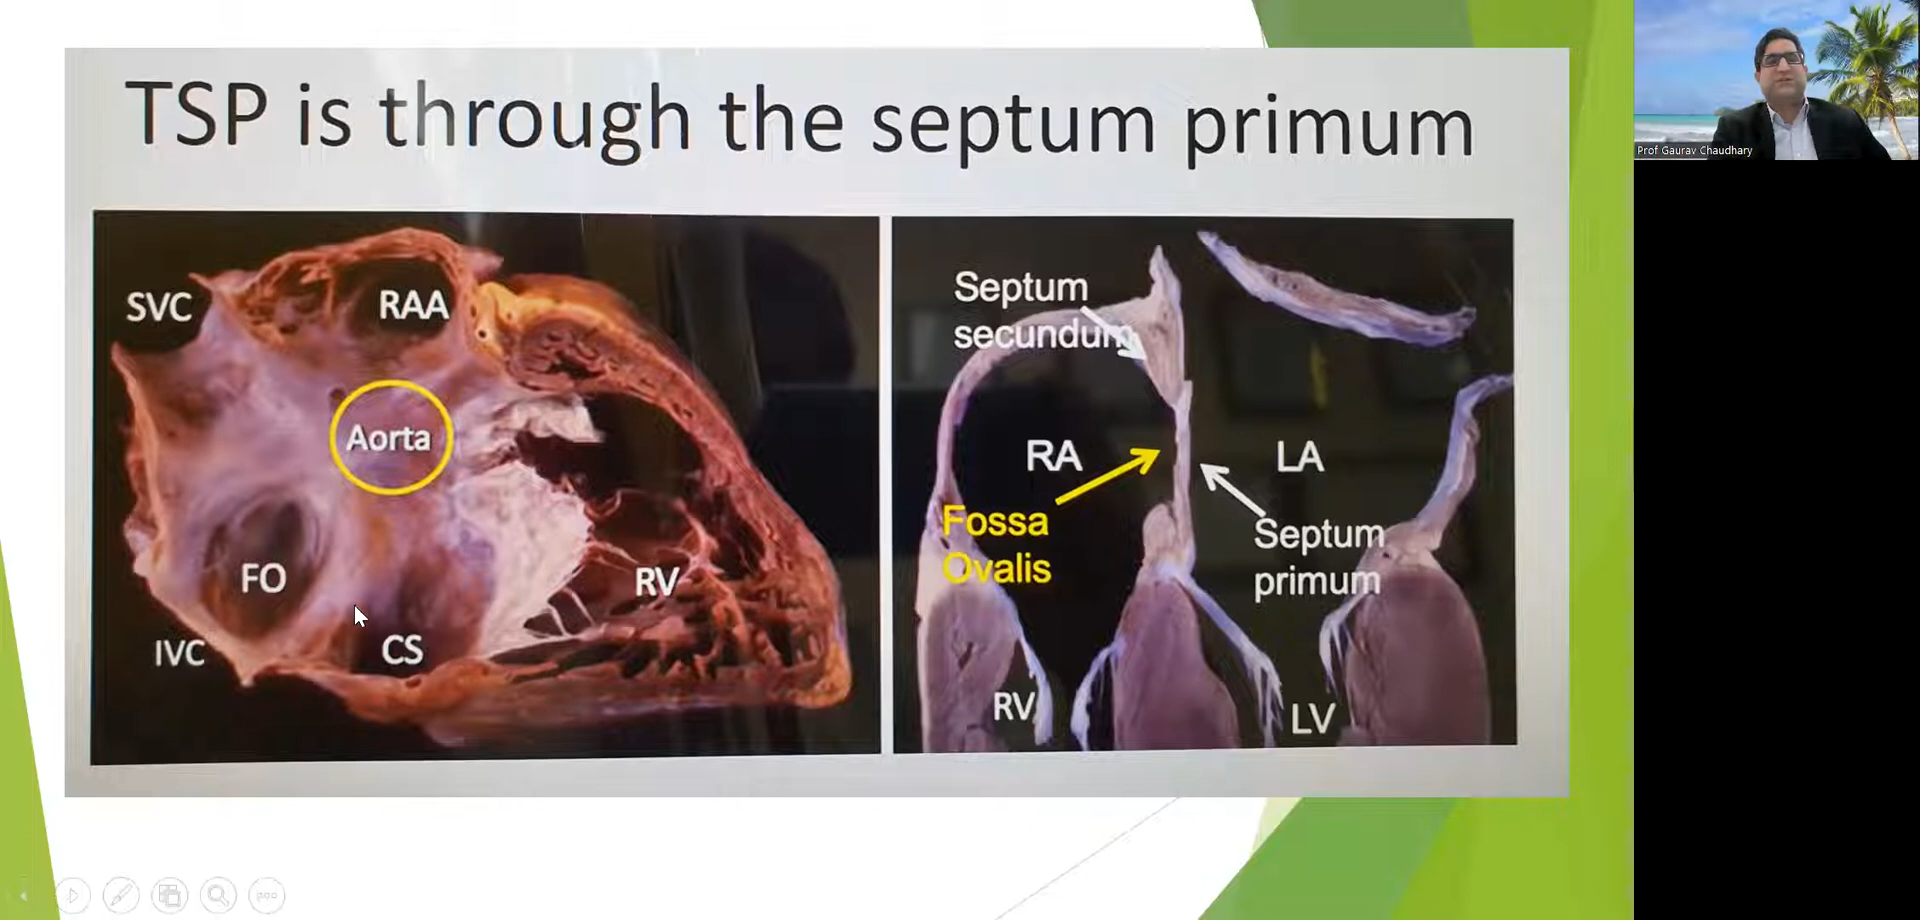 TSP is through the septum primum
SVC
RAA
Aorta
FO
RV
IVC
CS
Septum
secundum
RA
LA
Fossa
Ovalis
Septum
primum
RV
LV
Prof Gaurav Chaudhary